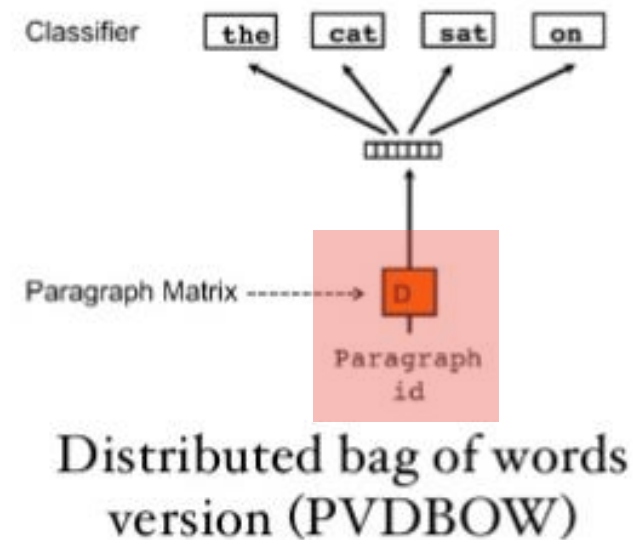 Classifier the cat sat on
Paragraph Matrix D
Paragraph
id
Distributed bag of words
version (PVDBOW)